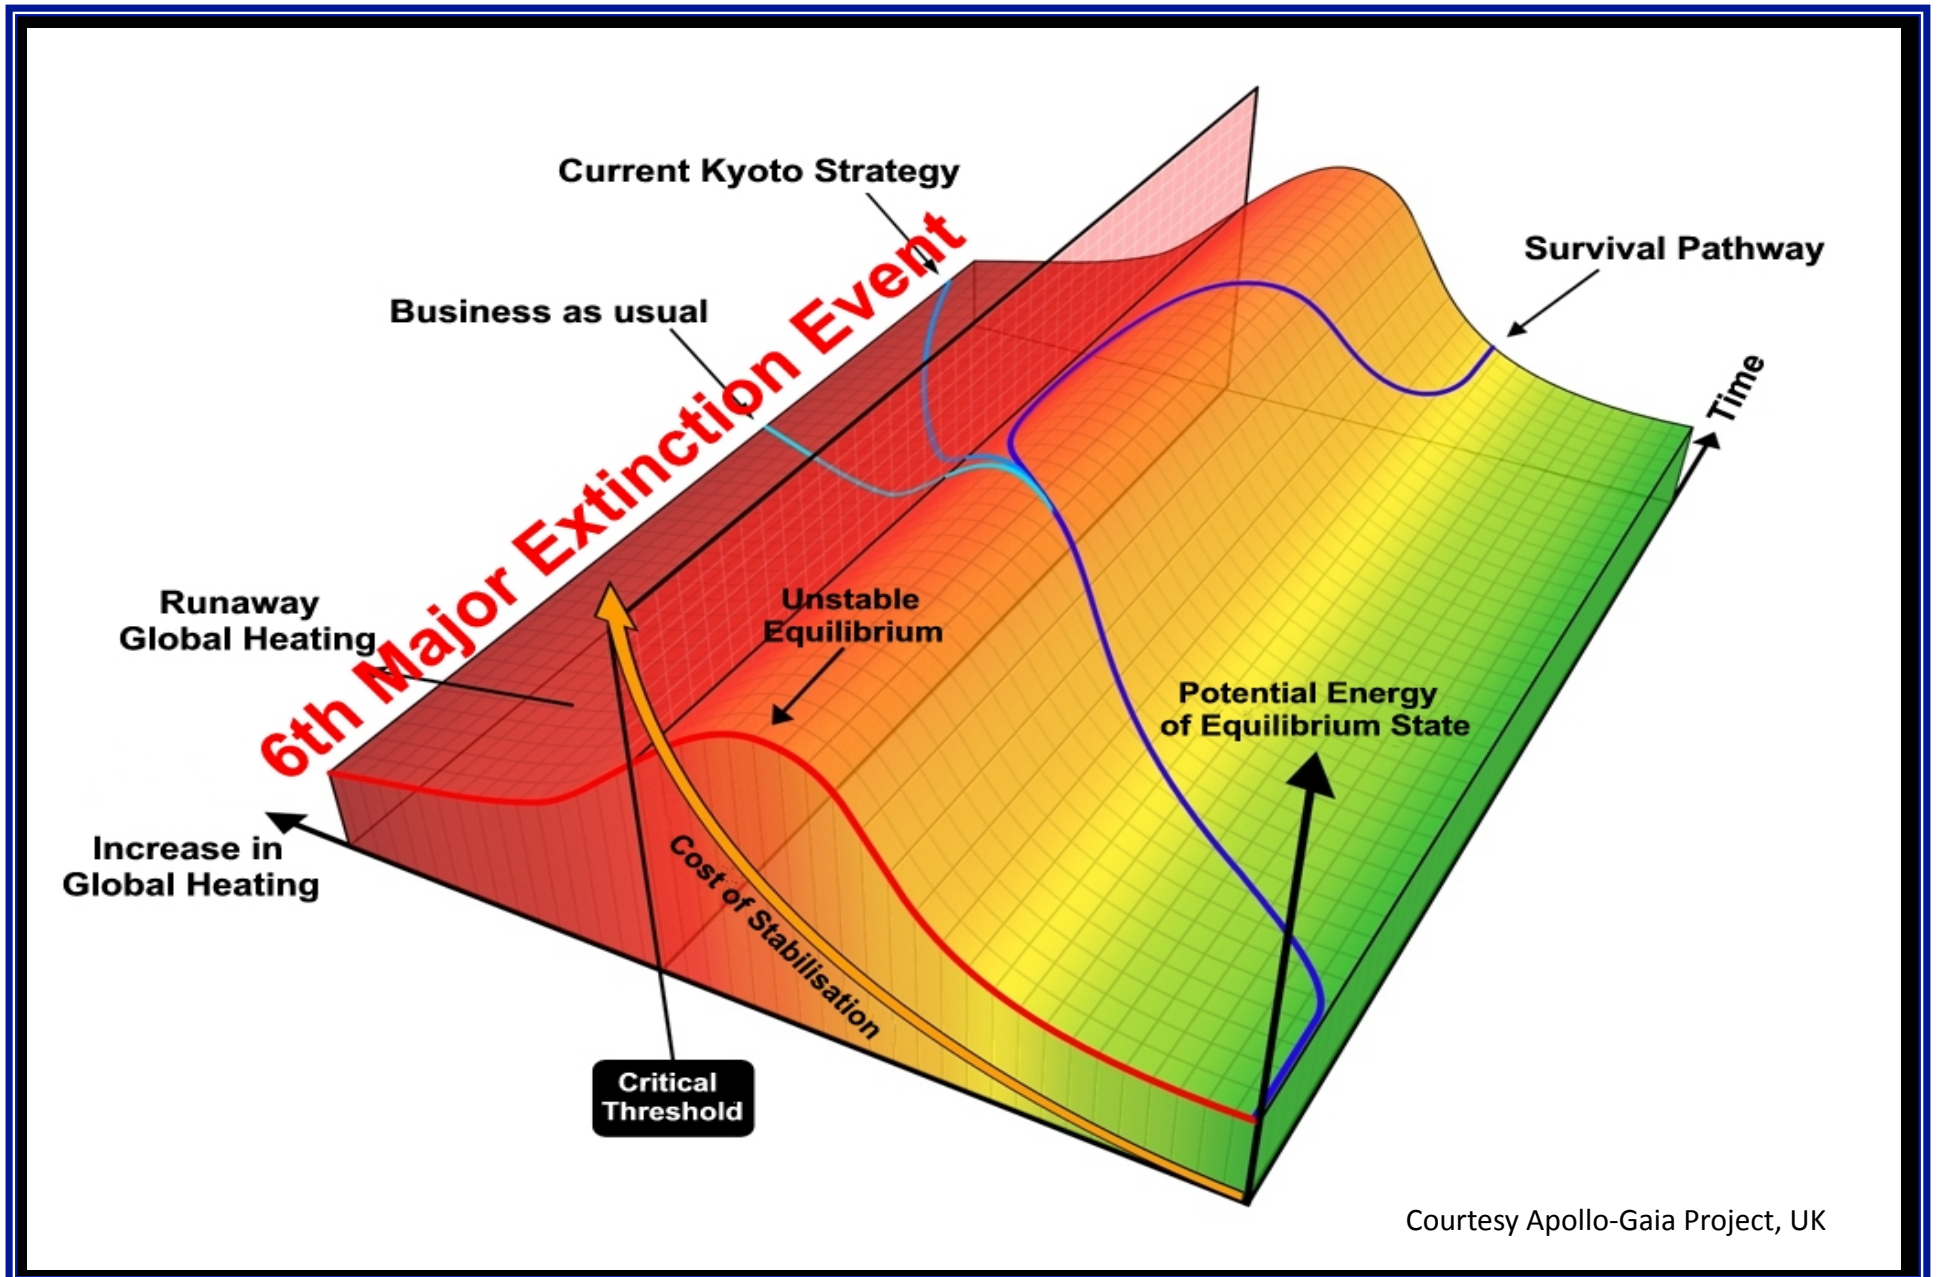 Current Kyoto Strategy
Survival Pathway
Business as usual
6th Major Extinction Event
Time
Runaway
Global Heating
Unstable
Equilibrium
Potential Energy
of Equilibrium State
Increase in
Global Heating
Cost of Stabilisation
Critical
Threshold
Courtesy Apollo-Gaia Project, UK